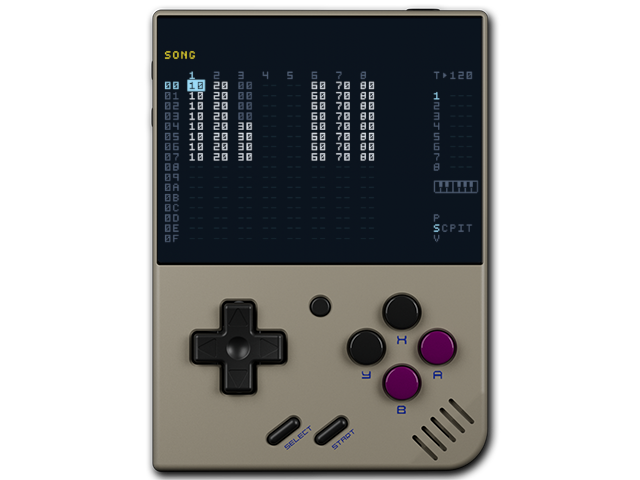 SONG
1 2 3 4 5 6 7 8 T▸120
00 10 20 00 -- -- 60 70 80
01 10 20 00 -- -- 60 70 80 1 ---
02 10 20 00 -- -- 60 70 80 2 ---
03 10 20 00 -- -- 60 70 80 3 ---
04 10 20 30 -- -- 60 70 80 4 ---
05 10 20 30 -- -- 60 70 80 5 ---
06 10 20 30 -- -- 60 70 80 6 ---
07 10 20 30 -- -- 60 70 80 7 ---
08 -- -- -- -- -- -- -- -- 8 ---
09 -- -- -- -- -- -- -- --
0A -- -- -- -- -- -- -- --
0B -- -- -- -- -- -- -- --
0C -- -- -- -- -- -- -- --
0D -- -- -- -- -- -- -- -- P
0E -- -- -- -- -- -- -- -- SCPIT
0F -- -- -- -- -- -- -- -- V
X
Y A
B
SELECT START